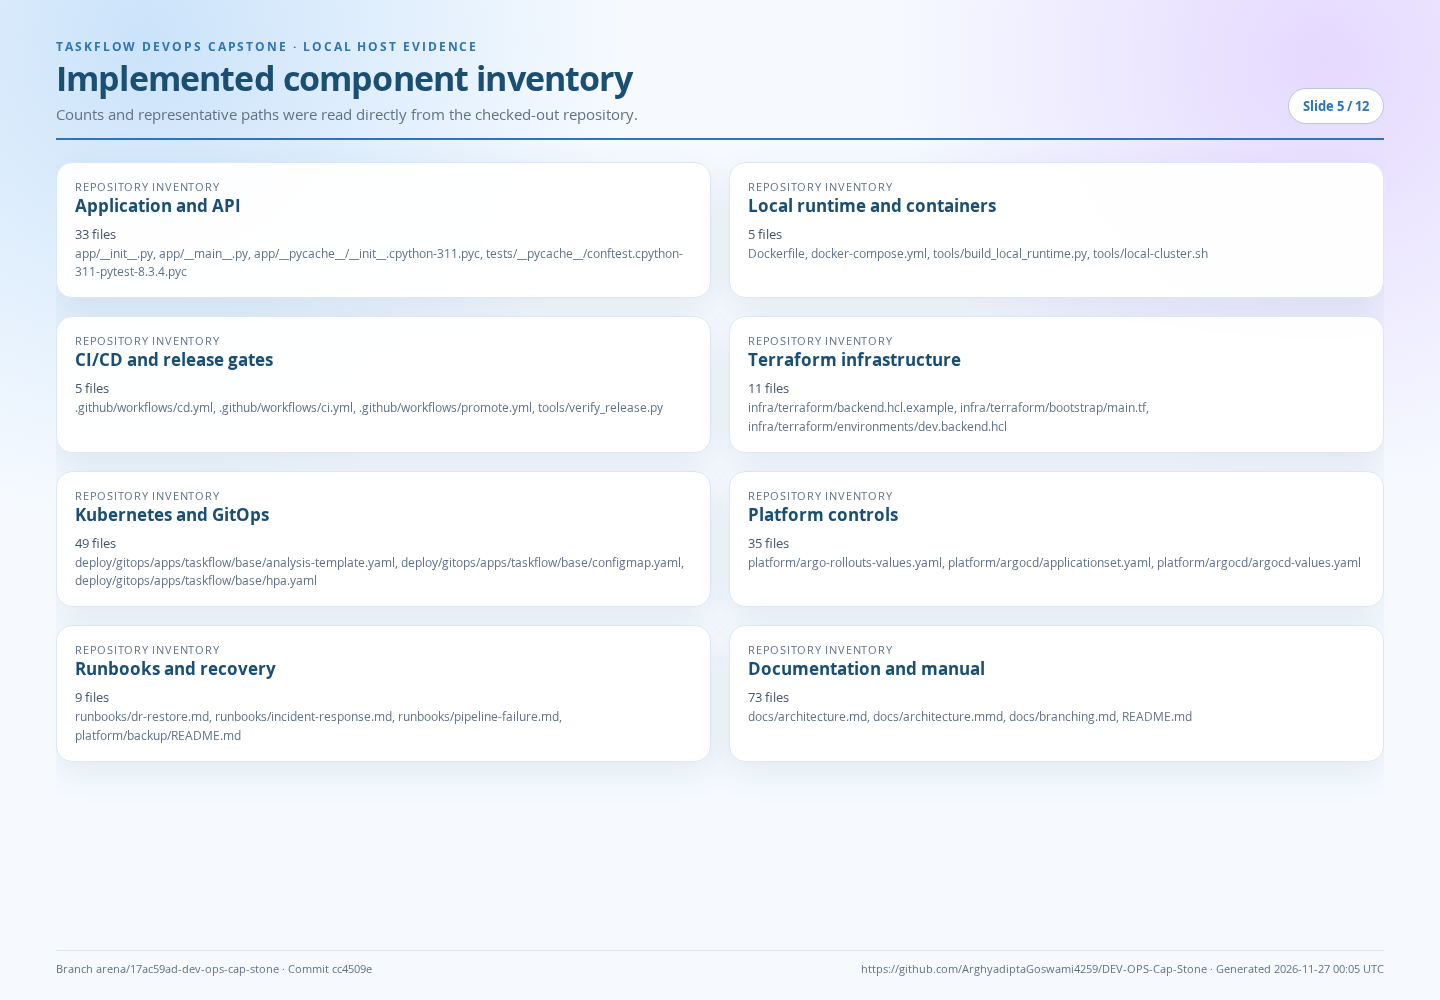 TASKFLOW DEVOPS CAPSTONE · LOCAL HOST EVIDENCE
Implemented component inventory
Counts and representative paths were read directly from the checked-out repository.
Slide 5 / 12
REPOSITORY INVENTORY
Application and API
33 files
app/__init__.py, app/__main__.py, app/__pycache__/__init__.cpython-311.pyc, tests/__pycache__/conftest.cpython-
311-pytest-8.3.4.pyc
REPOSITORY INVENTORY
Local runtime and containers
5 files
Dockerfile, docker-compose.yml, tools/build_local_runtime.py, tools/local-cluster.sh
REPOSITORY INVENTORY
CI/CD and release gates
5 files
.github/workflows/cd.yml, .github/workflows/ci.yml, .github/workflows/promote.yml, tools/verify_release.py
REPOSITORY INVENTORY
Terraform infrastructure
11 files
infra/terraform/backend.hcl.example, infra/terraform/bootstrap/main.tf,
infra/terraform/environments/dev.backend.hcl
REPOSITORY INVENTORY
Kubernetes and GitOps
49 files
deploy/gitops/apps/taskflow/base/analysis-template.yaml, deploy/gitops/apps/taskflow/base/configmap.yaml,
deploy/gitops/apps/taskflow/base/hpa.yaml
REPOSITORY INVENTORY
Platform controls
35 files
platform/argo-rollouts-values.yaml, platform/argocd/applicationset.yaml, platform/argocd/argocd-values.yaml
REPOSITORY INVENTORY
Runbooks and recovery
9 files
runbooks/dr-restore.md, runbooks/incident-response.md, runbooks/pipeline-failure.md,
platform/backup/README.md
REPOSITORY INVENTORY
Documentation and manual
73 files
docs/architecture.md, docs/architecture.mmd, docs/branching.md, README.md
Branch arena/17ac59ad-dev-ops-cap-stone · Commit cc4509e
https://github.com/ArghyadiptaGoswami4259/DEV-OPS-Cap-Stone · Generated 2026-11-27 00:05 UTC